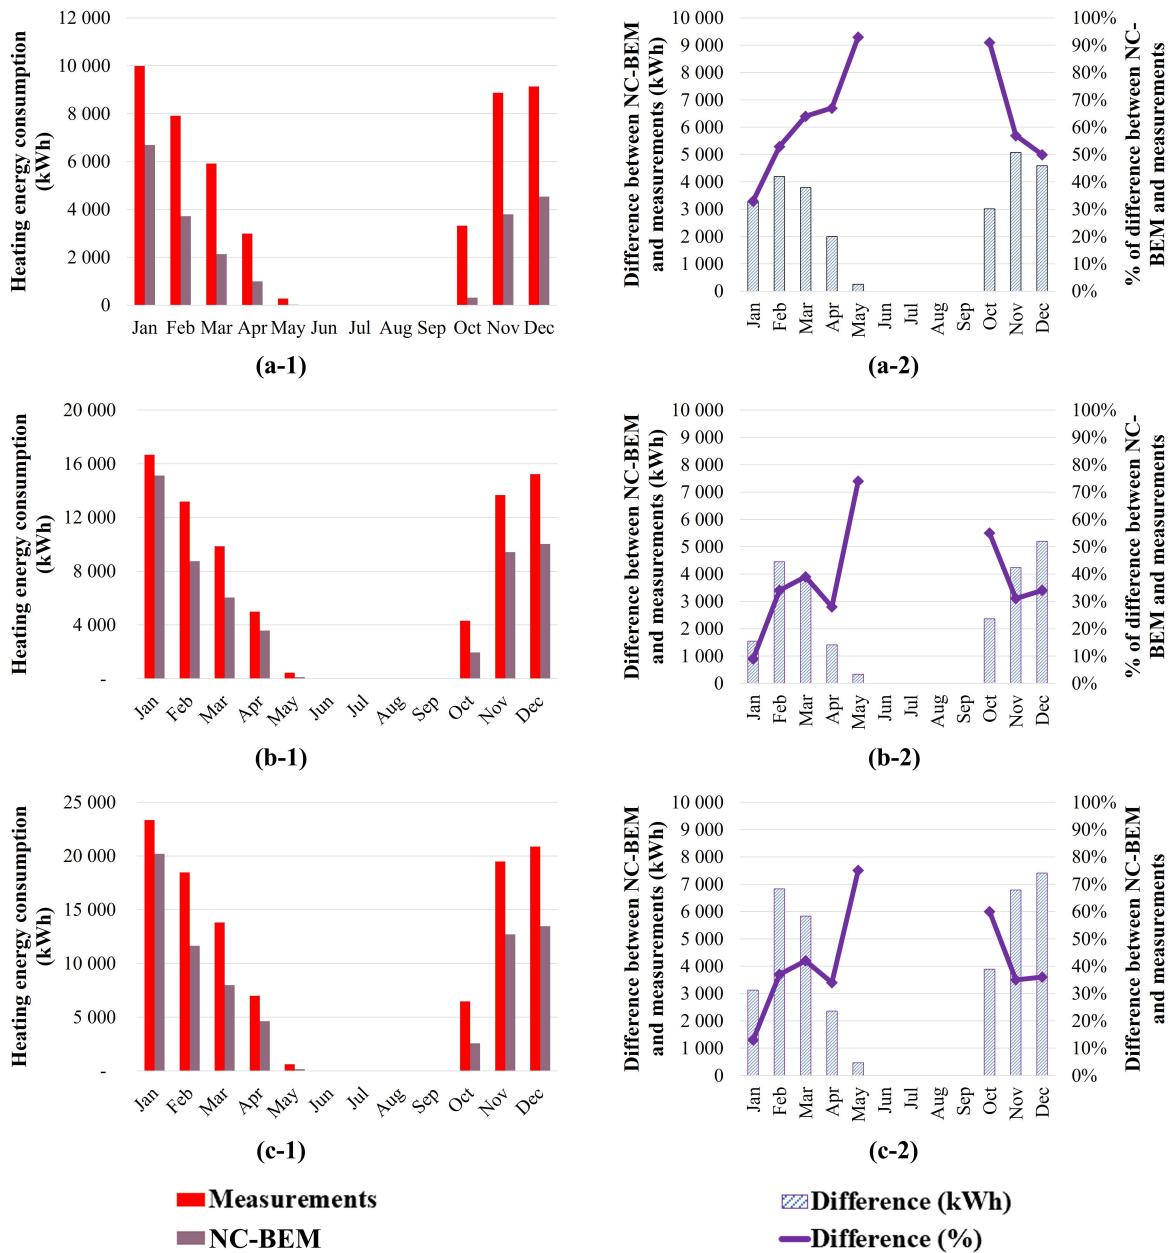 Heating energy consumption
(kWh)
12 000
10 000
8 000
6 000
4 000
2 000
0
Jan Feb Mar Apr May Jun Jul Aug Sep Oct Nov Dec
(a-1)
Difference between NC-BEM
and measurements (kWh)
10 000
9 000
8 000
7 000
6 000
5 000
4 000
3 000
2 000
1 000
0
100%
90%
80%
70%
60%
50%
40%
30%
20%
10%
0%
% of difference between NC-
BEM and measurements
Jan Feb Mar Apr May Jun Jul Aug Sep Oct Nov Dec
(a-2)
Heating energy consumption
(kWh)
20 000
16 000
12 000
8 000
4 000
-
Jan Feb Mar Apr May Jun Jul Aug Sep Oct Nov Dec
(b-1)
Difference between NC-BEM
and measurements (kWh)
10 000
9 000
8 000
7 000
6 000
5 000
4 000
3 000
2 000
1 000
0
100%
90%
80%
70%
60%
50%
40%
30%
20%
10%
0%
% of difference between NC-
BEM and measurements
Jan Feb Mar Apr May Jun Jul Aug Sep Oct Nov Dec
(b-2)
Heating energy consumption
(kWh)
25 000
20 000
15 000
10 000
5 000
-
Jan Feb Mar Apr May Jun Jul Aug Sep Oct Nov Dec
(c-1)
Difference between NC-BEM
and measurements (kWh)
10 000
9 000
8 000
7 000
6 000
5 000
4 000
3 000
2 000
1 000
0
100%
90%
80%
70%
60%
50%
40%
30%
20%
10%
0%
Difference between NC-BEM
and measurements
Jan Feb Mar Apr May Jun Jul Aug Sep Oct Nov Dec
(c-2)
Measurements
NC-BEM
Difference (kWh)
Difference (%)